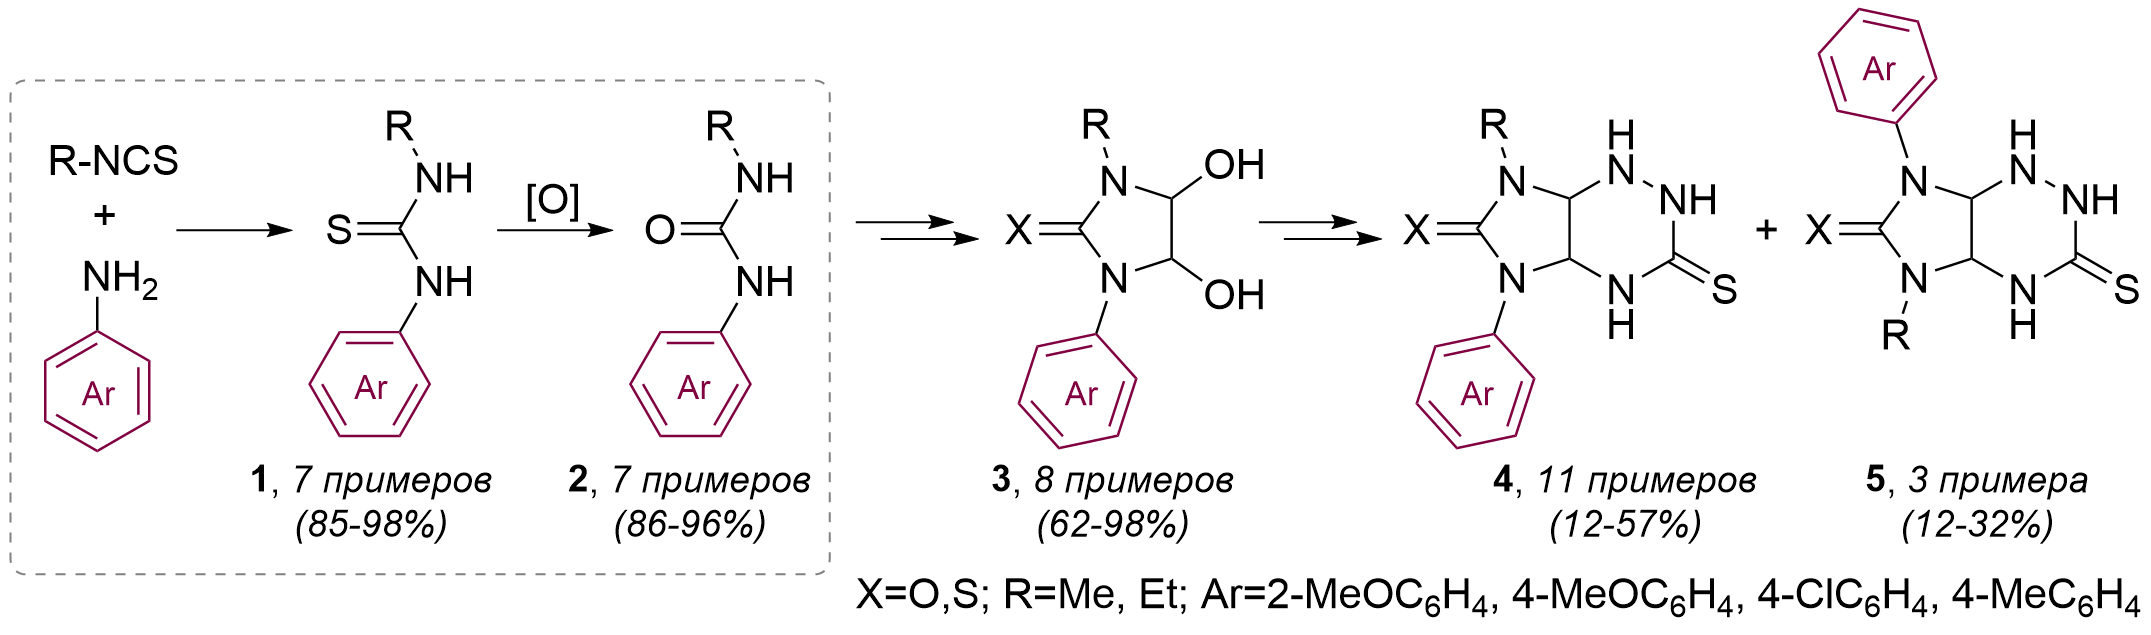 R-NCS
+
NH2
Ar
R
NH
S
NH
Ar
[O]
R
NH
O
NH
Ar
R
N
OH
X
N
OH
Ar
R
H
N
N
NH
X
N
N
S
H
Ar
+
Ar
H
N
N
NH
X
N
N
S
R
H
1, 7 примеров
(85-98%)
2, 7 примеров
(86-96%)
3, 8 примеров
(62-98%)
4, 11 примеров
(12-57%)
5, 3 примера
(12-32%)
X=O,S; R=Me, Et; Ar=2-MeOC6H4, 4-MeOC6H4, 4-ClC6H4, 4-MeC6H4